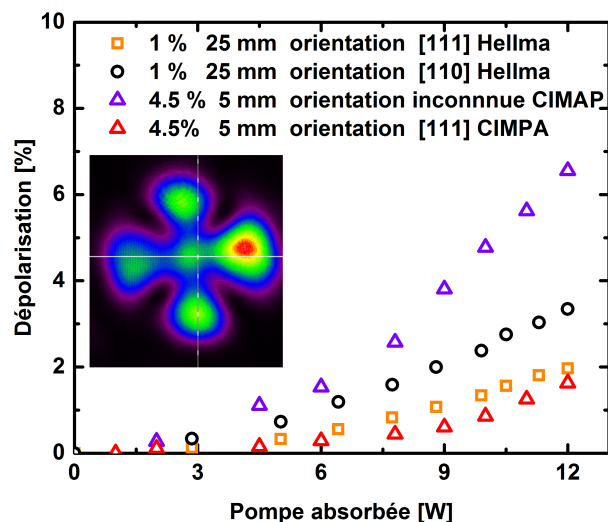 10
8
6
4
2
0
0
3
6
9
12
Dépolarisation [%]
Pompe absorbée [W]
1 % 25 mm orientation [111] Hellma
1 % 25 mm orientation [110] Hellma
4.5 % 5 mm orientation inconnnue CIMAP
4.5% 5 mm orientation [111] CIMPA